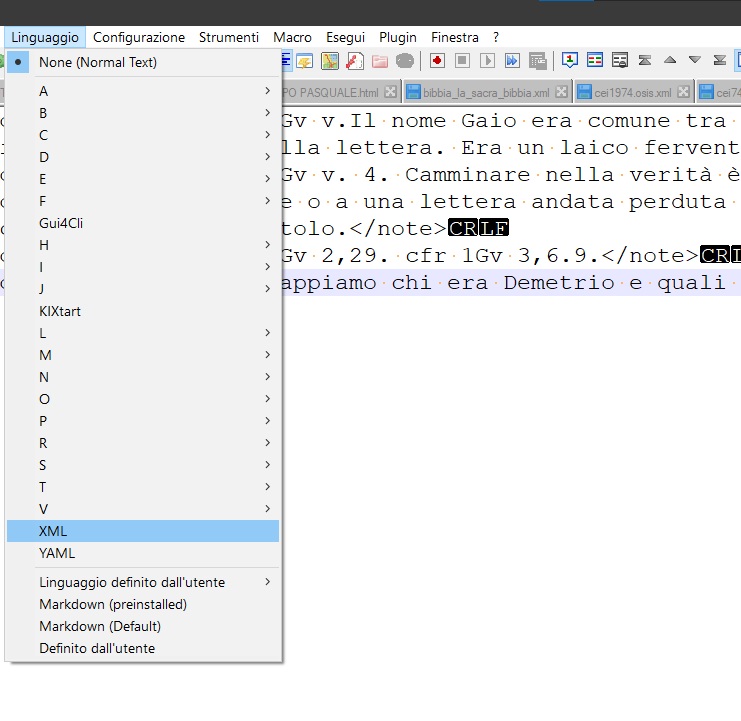 Linguaggio Configurazione Strumenti Macro Esegui Plugin Finestra ?
None (Normal Text)
A
B
C
D
E
F
Gui4Cli
H
I
J
KIXtart
L
M
N
O
P
R
S
T
V
XML
YAML
Linguaggio definito dall'utente
Markdown (preinstalled)
Markdown (Default)
Definito dall'utente
PO PASQUALE.html bibbia_la_sacra_bibbia.xml cei1974.osis.xml cei74
Gv v.Il nome Gaio era comune tra
lla lettera. Era un laico fervent
Gv v. 4. Camminare nella verità è
e o a una lettera andata perduta
tolo.</note>CRLF
Gv 2,29. cfr 1Gv 3,6.9.</note>CRL
appiamo chi era Demetrio e quali